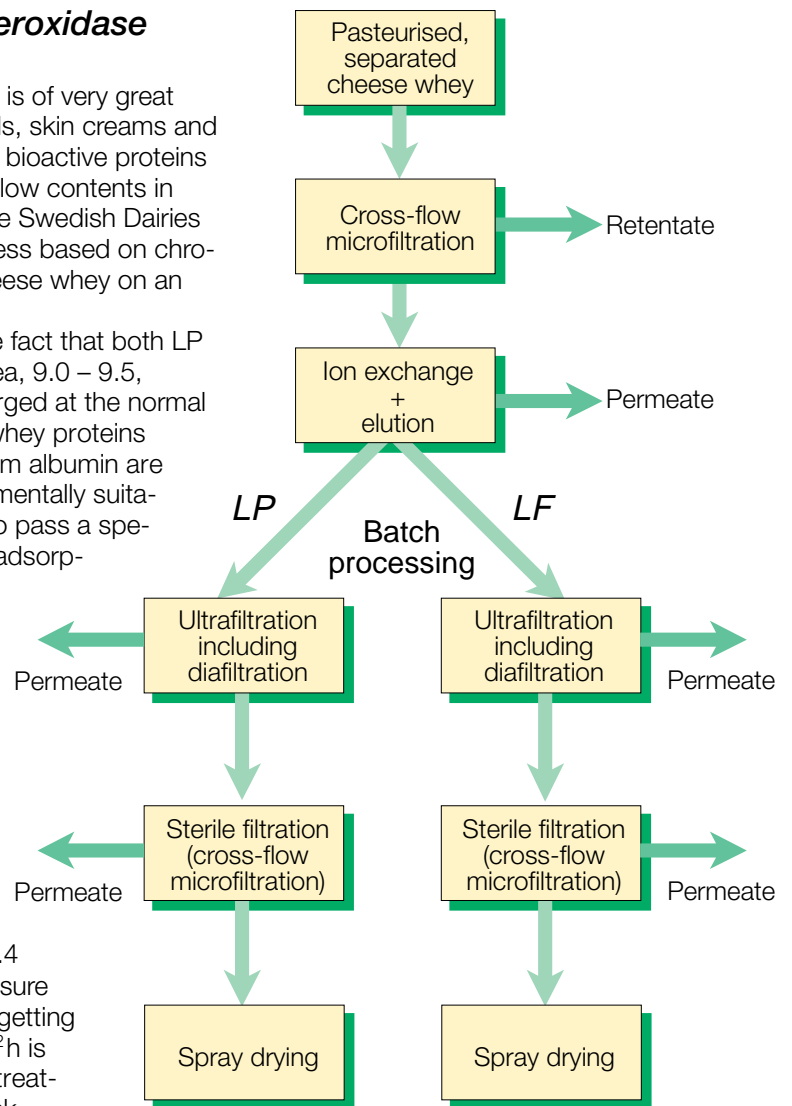 eroxidase
is of very great
ls, skin creams and
bioactive proteins
low contents in
e Swedish Dairies
ess based on chro-
eese whey on an
e fact that both LP
ea, 9.0 – 9.5,
rged at the normal
whey proteins
m albumin are
mentally suita-
o pass a spe-
adsorp-
.4
sure
getting
²h is
treat-
Pasteurised,
separated
cheese whey
Cross-flow
microfiltration
Retentate
Ion exchange
+
elution
Permeate
LP
LF
Batch
processing
Ultrafiltration
including
diafiltration
Permeate
Ultrafiltration
including
diafiltration
Permeate
Sterile filtration
(cross-flow
microfiltration)
Permeate
Sterile filtration
(cross-flow
microfiltration)
Permeate
Spray drying
Spray drying